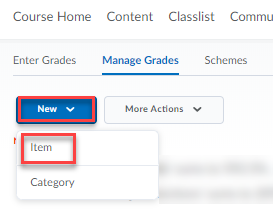 Course Home Content Classlist
Enter Grades Manage Grades Schemes
New More Actions
Item
Category